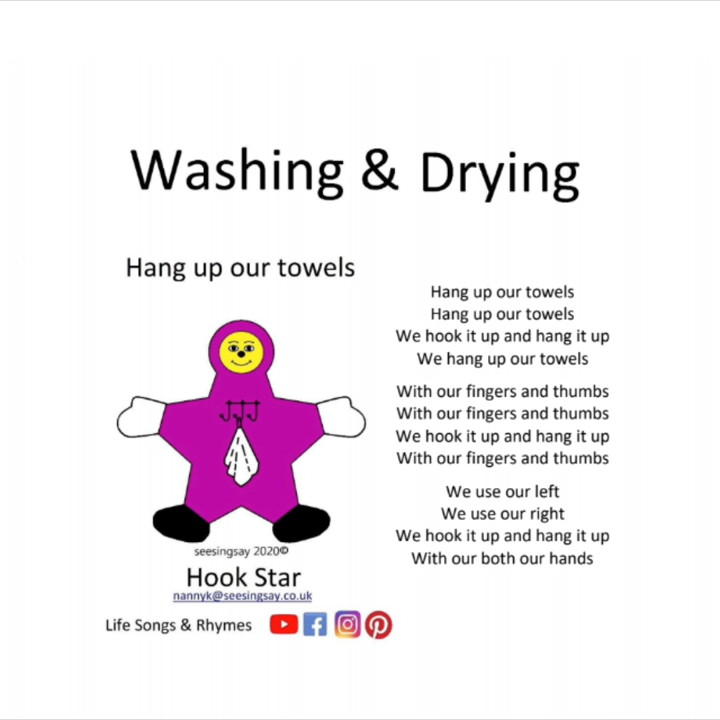 Washing & Drying
Hang up our towels
seesingsay 2020©
Hook Star
nannyk@seesingsay.co.uk
Life Songs & Rhymes
Hang up our towels
Hang up our towels
We hook it up and hang it up
We hang up our towels
With our fingers and thumbs
With our fingers and thumbs
We hook it up and hang it up
With our fingers and thumbs
We use our left
We use our right
We hook it up and hang it up
With our both our hands